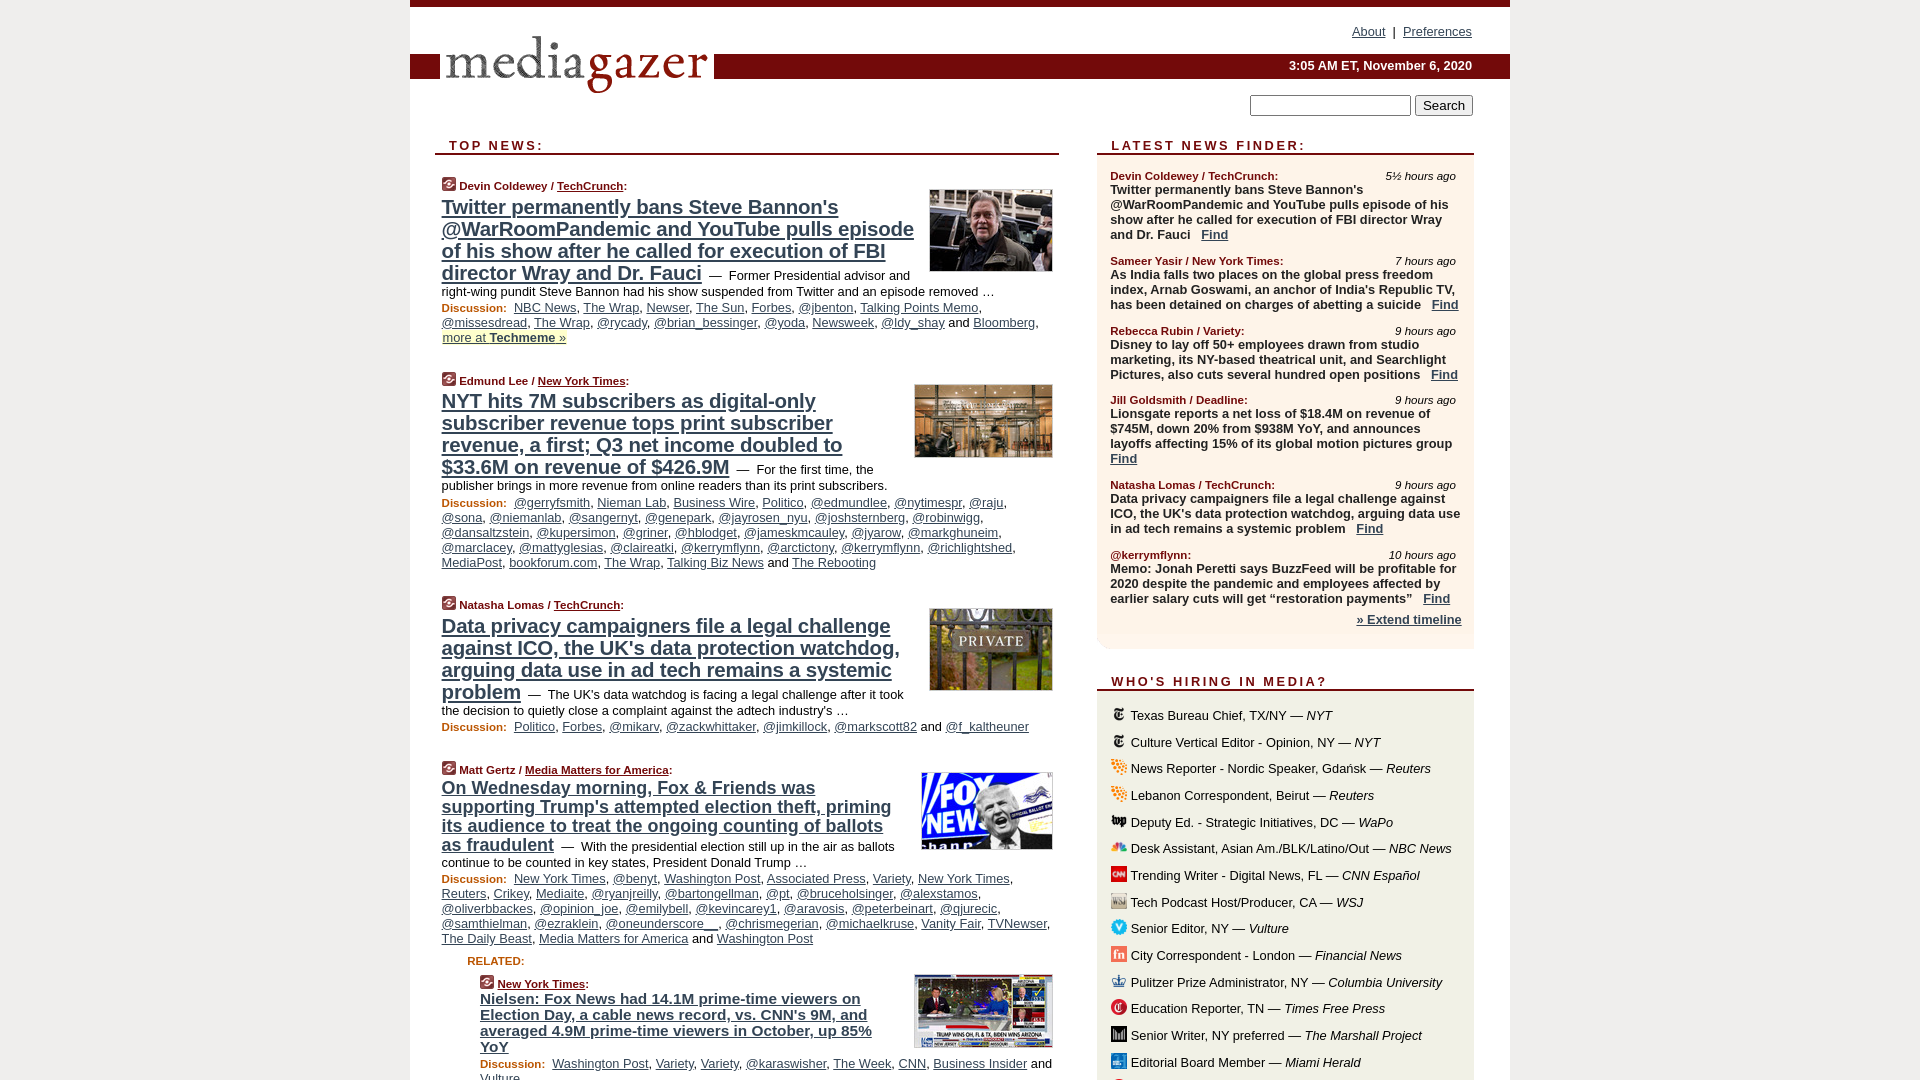 About | Preferences
mediagazer
3:05 AM ET, November 6, 2020
Search
TOP NEWS:
Devin Coldewey / TechCrunch:
Twitter permanently bans Steve Bannon's
@WarRoomPandemic and YouTube pulls episode
of his show after he called for execution of FBI
director Wray and Dr. Fauci — Former Presidential advisor and
right-wing pundit Steve Bannon had his show suspended from Twitter and an episode removed …
Discussion: NBC News, The Wrap, Newser, The Sun, Forbes, @jbenton, Talking Points Memo,
@missesdread, The Wrap, @rycady, @brian_bessinger, @yoda, Newsweek, @ldy_shay and Bloomberg,
more at Techmeme »
Edmund Lee / New York Times:
NYT hits 7M subscribers as digital-only
subscriber revenue tops print subscriber
revenue, a first; Q3 net income doubled to
$33.6M on revenue of $426.9M — For the first time, the
publisher brings in more revenue from online readers than its print subscribers.
Discussion: @gerryfsmith, Nieman Lab, Business Wire, Politico, @edmundlee, @nytimespr, @raju,
@sona, @niemanlab, @sangernyt, @genepark, @jayrosen_nyu, @joshsternberg, @robinwigg,
@dansaltzstein, @kupersimon, @griner, @hblodget, @jameskmcauley, @jyarow, @markghuneim,
@marclacey, @mattyglesias, @claireatki, @kerrymflynn, @arctictony, @kerrymflynn, @richlightshed,
MediaPost, bookforum.com, The Wrap, Talking Biz News and The Rebooting
Natasha Lomas / TechCrunch:
PRIVATE
Data privacy campaigners file a legal challenge
against ICO, the UK's data protection watchdog,
arguing data use in ad tech remains a systemic
problem — The UK's data watchdog is facing a legal challenge after it took
the decision to quietly close a complaint against the adtech industry's …
Discussion: Politico, Forbes, @mikarv, @zackwhittaker, @jimkillock, @markscott82 and @f_kaltheuner
Matt Gertz / Media Matters for America:
FOX
NEWS
channel
On Wednesday morning, Fox & Friends was
supporting Trump's attempted election theft, priming
its audience to treat the ongoing counting of ballots
as fraudulent — With the presidential election still up in the air as ballots
continue to be counted in key states, President Donald Trump …
Discussion: New York Times, @benyt, Washington Post, Associated Press, Variety, New York Times,
Reuters, Crikey, Mediaite, @ryanjreilly, @bartongellman, @pt, @bruceholsinger, @alexstamos,
@oliverbbackes, @opinion_joe, @emilybell, @kevincarey1, @aravosis, @peterbeinart, @qjurecic,
@samthielman, @ezraklein, @oneunderscore__, @chrismegerian, @michaelkruse, Vanity Fair, TVNewser,
The Daily Beast, Media Matters for America and Washington Post
RELATED:
New York Times:
TRUMP WINS OH, FL & TX, BIDEN WINS ARIZONA
Nielsen: Fox News had 14.1M prime-time viewers on
Election Day, a cable news record, vs. CNN's 9M, and
averaged 4.9M prime-time viewers in October, up 85%
YoY
Discussion: Washington Post, Variety, Variety, @karaswisher, The Week, CNN, Business Insider and
Vulture
LATEST NEWS FINDER:
Devin Coldewey / TechCrunch: 5½ hours ago
Twitter permanently bans Steve Bannon's
@WarRoomPandemic and YouTube pulls episode of his
show after he called for execution of FBI director Wray
and Dr. Fauci Find
Sameer Yasir / New York Times: 7 hours ago
As India falls two places on the global press freedom
index, Arnab Goswami, an anchor of India's Republic TV,
has been detained on charges of abetting a suicide Find
Rebecca Rubin / Variety: 9 hours ago
Disney to lay off 50+ employees drawn from studio
marketing, its NY-based theatrical unit, and Searchlight
Pictures, also cuts several hundred open positions Find
Jill Goldsmith / Deadline: 9 hours ago
Lionsgate reports a net loss of $18.4M on revenue of
$745M, down 20% from $938M YoY, and announces
layoffs affecting 15% of its global motion pictures group
Find
Natasha Lomas / TechCrunch: 9 hours ago
Data privacy campaigners file a legal challenge against
ICO, the UK's data protection watchdog, arguing data use
in ad tech remains a systemic problem Find
@kerrymflynn: 10 hours ago
Memo: Jonah Peretti says BuzzFeed will be profitable for
2020 despite the pandemic and employees affected by
earlier salary cuts will get “restoration payments” Find
» Extend timeline
WHO'S HIRING IN MEDIA?
Texas Bureau Chief, TX/NY — NYT
Culture Vertical Editor - Opinion, NY — NYT
News Reporter - Nordic Speaker, Gdańsk — Reuters
Lebanon Correspondent, Beirut — Reuters
Deputy Ed. - Strategic Initiatives, DC — WaPo
Desk Assistant, Asian Am./BLK/Latino/Out — NBC News
Trending Writer - Digital News, FL — CNN Español
Tech Podcast Host/Producer, CA — WSJ
Senior Editor, NY — Vulture
City Correspondent - London — Financial News
Pulitzer Prize Administrator, NY — Columbia University
Education Reporter, TN — Times Free Press
Senior Writer, NY preferred — The Marshall Project
Editorial Board Member — Miami Herald